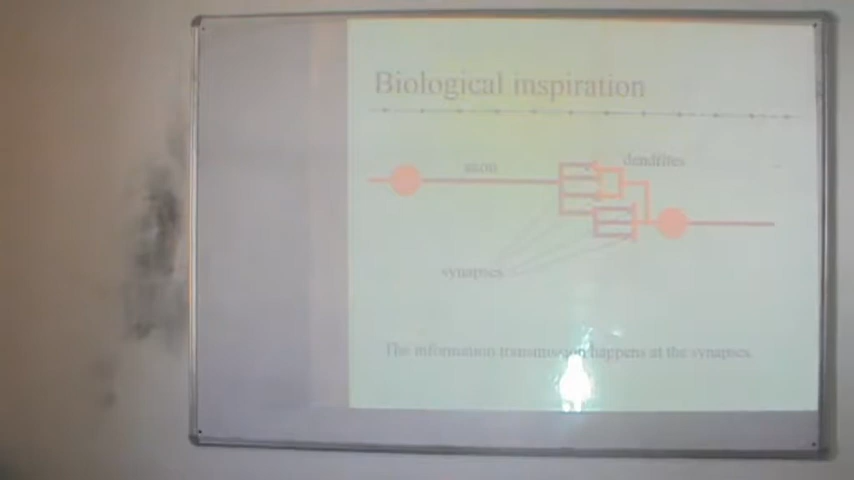 Biological inspiration
axon
dendrites
synapses
The information transmission happens at the synapses.